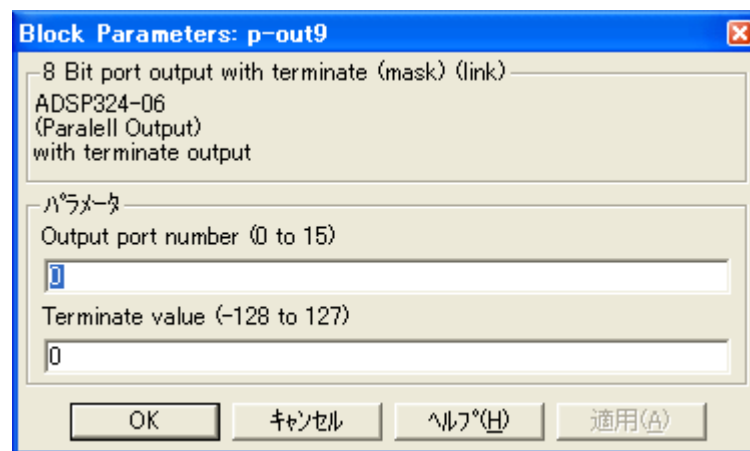 Block Parameters: p-out9
8 Bit port output with terminate (mask) (link)
ADSP324-06
(Paralell Output)
with terminate output
ﾊﾟﾗﾒｰﾀ
Output port number (0 to 15)
0
Terminate value (-128 to 127)
0
OK ｷｬﾝｾﾙ ﾍﾙﾌﾟ(H) 適用(A)